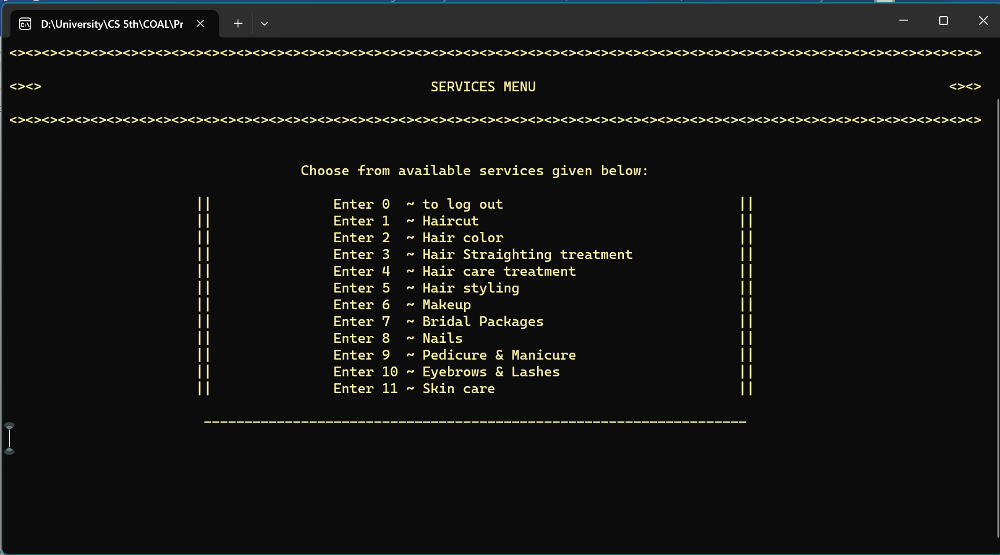 D:\University\CS 5th\COAL\Pr
<><><><><><><><><><><><><><><><><><><><><><><><><><><><><><><><><><><><><><><><><><><><><><><><><><><><><><><><><><><><>
<><> SERVICES MENU <><>
<><><><><><><><><><><><><><><><><><><><><><><><><><><><><><><><><><><><><><><><><><><><><><><><><><><><><><><><><><><><>
Choose from available services given below:
|| Enter 0 ~ to log out ||
|| Enter 1 ~ Haircut ||
|| Enter 2 ~ Hair color ||
|| Enter 3 ~ Hair Straighting treatment ||
|| Enter 4 ~ Hair care treatment ||
|| Enter 5 ~ Hair styling ||
|| Enter 6 ~ Makeup ||
|| Enter 7 ~ Bridal Packages ||
|| Enter 8 ~ Nails ||
|| Enter 9 ~ Pedicure & Manicure ||
|| Enter 10 ~ Eyebrows & Lashes ||
|| Enter 11 ~ Skin care ||
-------------------------------------------------------------------